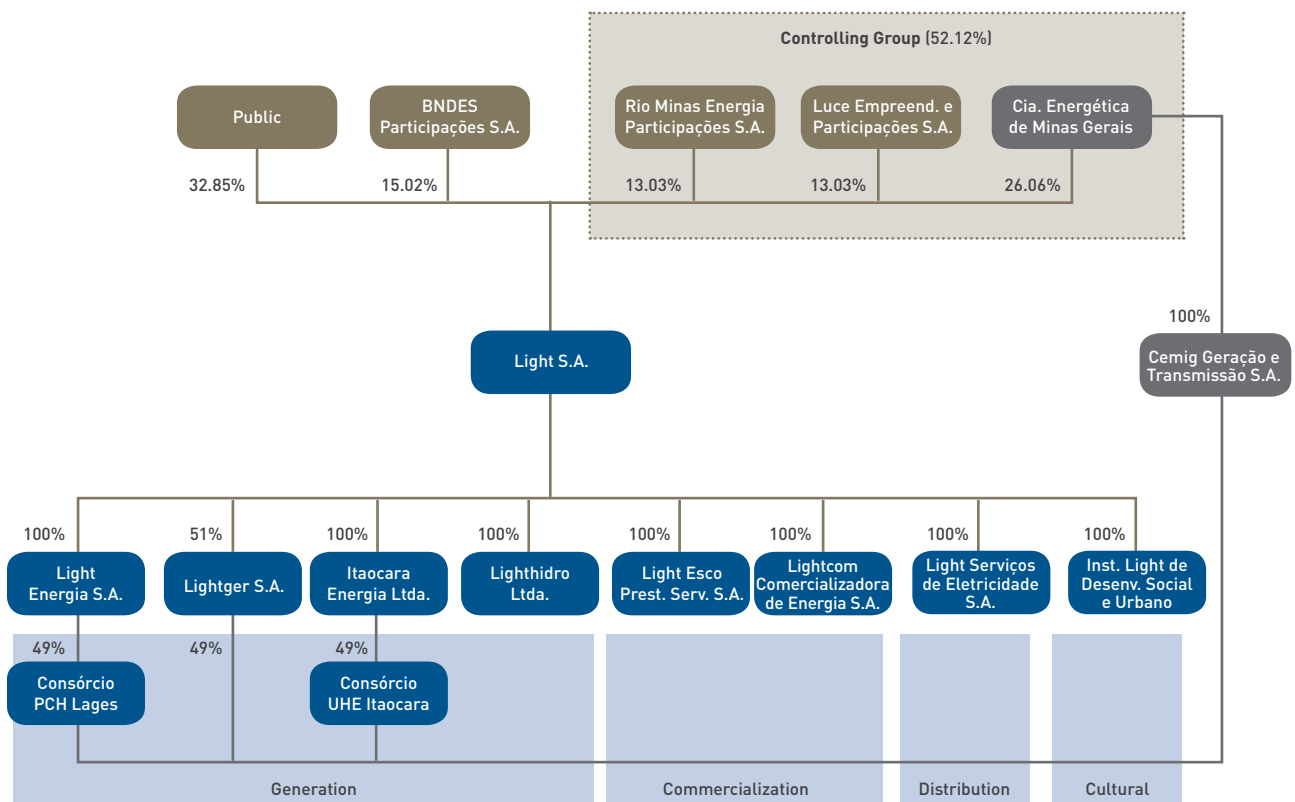 Controlling Group (52.12%)
Public
BNDES
Participações S.A.
Rio Minas Energia
Participações S.A.
Luce Empreend. e
Participações S.A.
Cia. Energética
de Minas Gerais
32.85%
15.02%
13.03%
13.03%
26.06%
100%
Light S.A.
Cemig Geração e
Transmissão S.A.
100%
51%
100%
100%
100%
100%
100%
100%
Light
Energia S.A.
Lightger S.A.
Itaocara
Energia Ltda.
Lighthidro
Ltda.
Light Esco
Prest. Serv. S.A.
Lightcom
Comercializadora
de Energia S.A.
Light Serviços
de Eletricidade
S.A.
Inst. Light de
Desenv. Social
e Urbano
49%
49%
49%
Consórcio
PCH Lages
Consórcio
UHE Itaocara
Generation
Commercialization
Distribution
Cultural